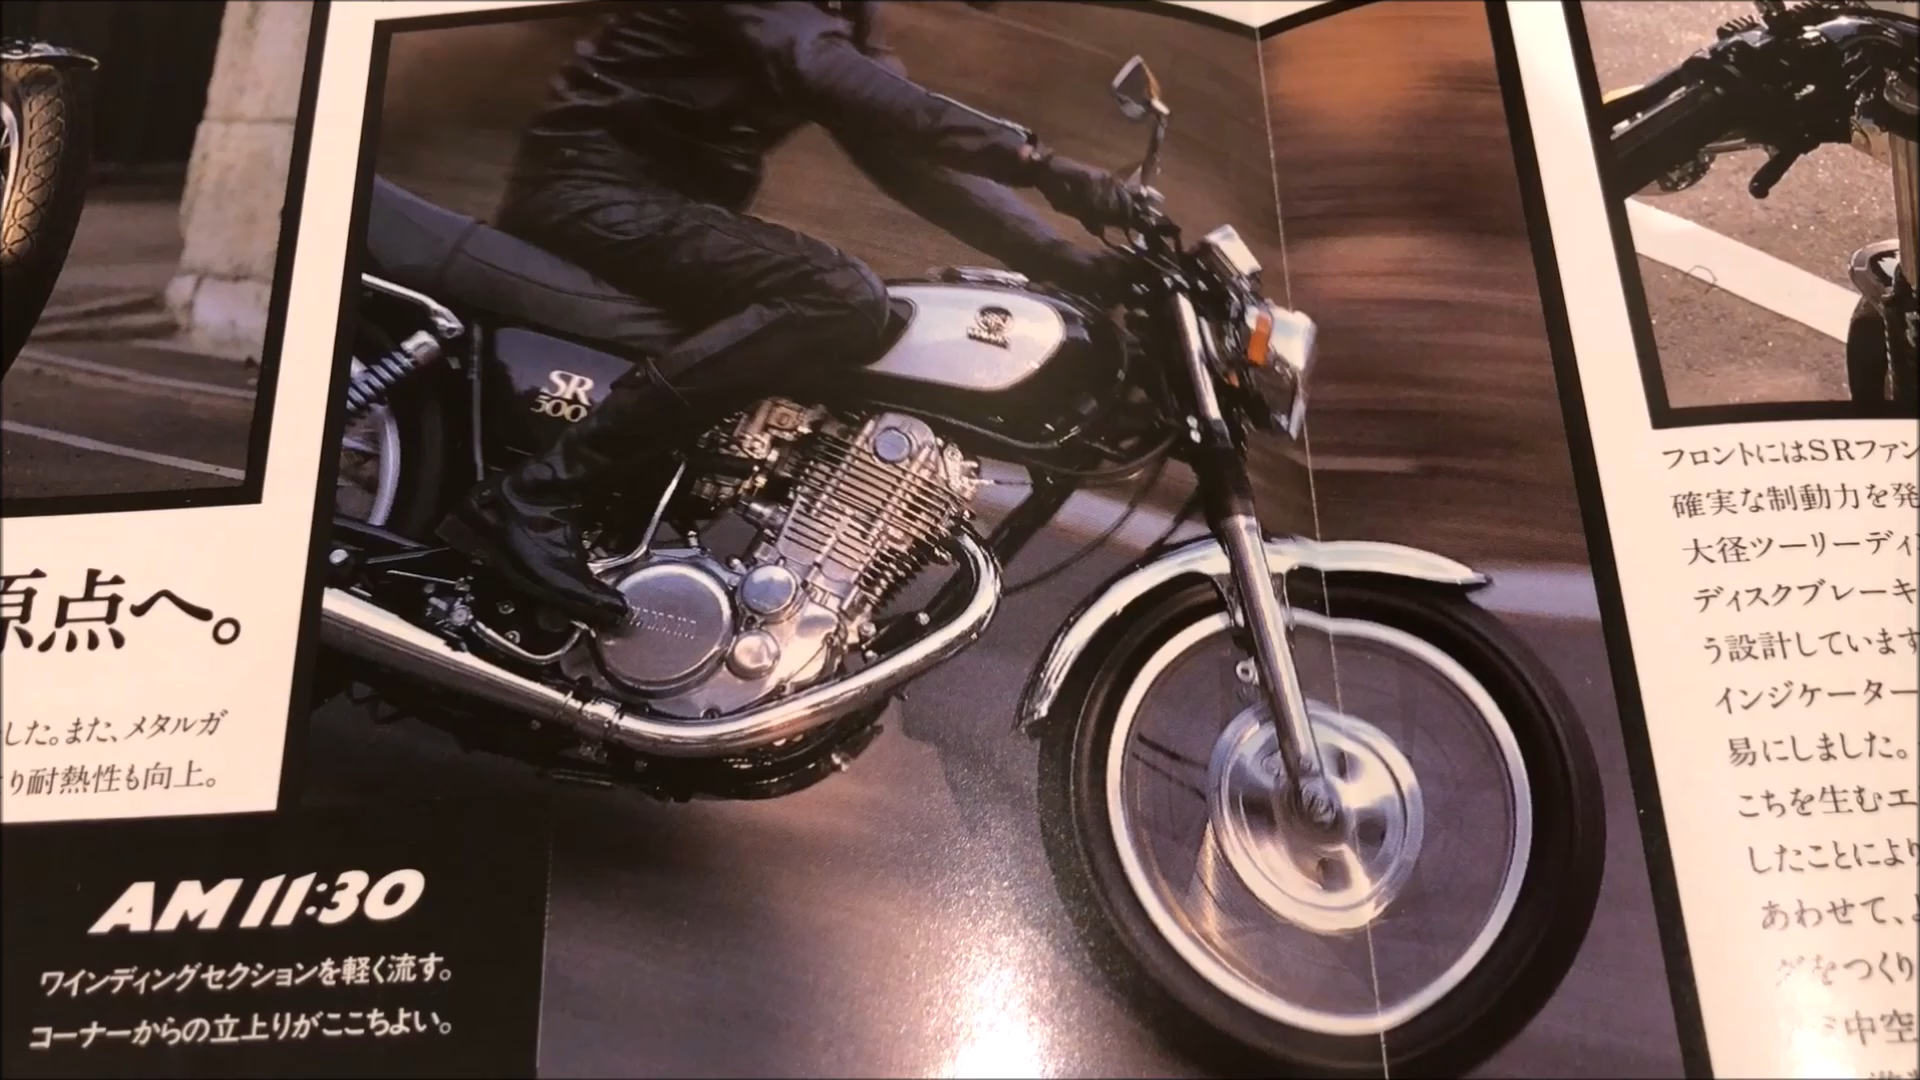 点へ。
した。また、メタルガ
り耐熱性も向上。
AM 11:30
ワインディングセクションを軽く流す。
コーナーからの立上りがここちよい。
SR
500
フロントにはSRファン
確実な制動力を発
大径ツーリーディ
ディスクブレーキ
う設計しています
インジケーター
易にしました。
こちを生むエ
したことにより
あわせて、
をつくり
中空